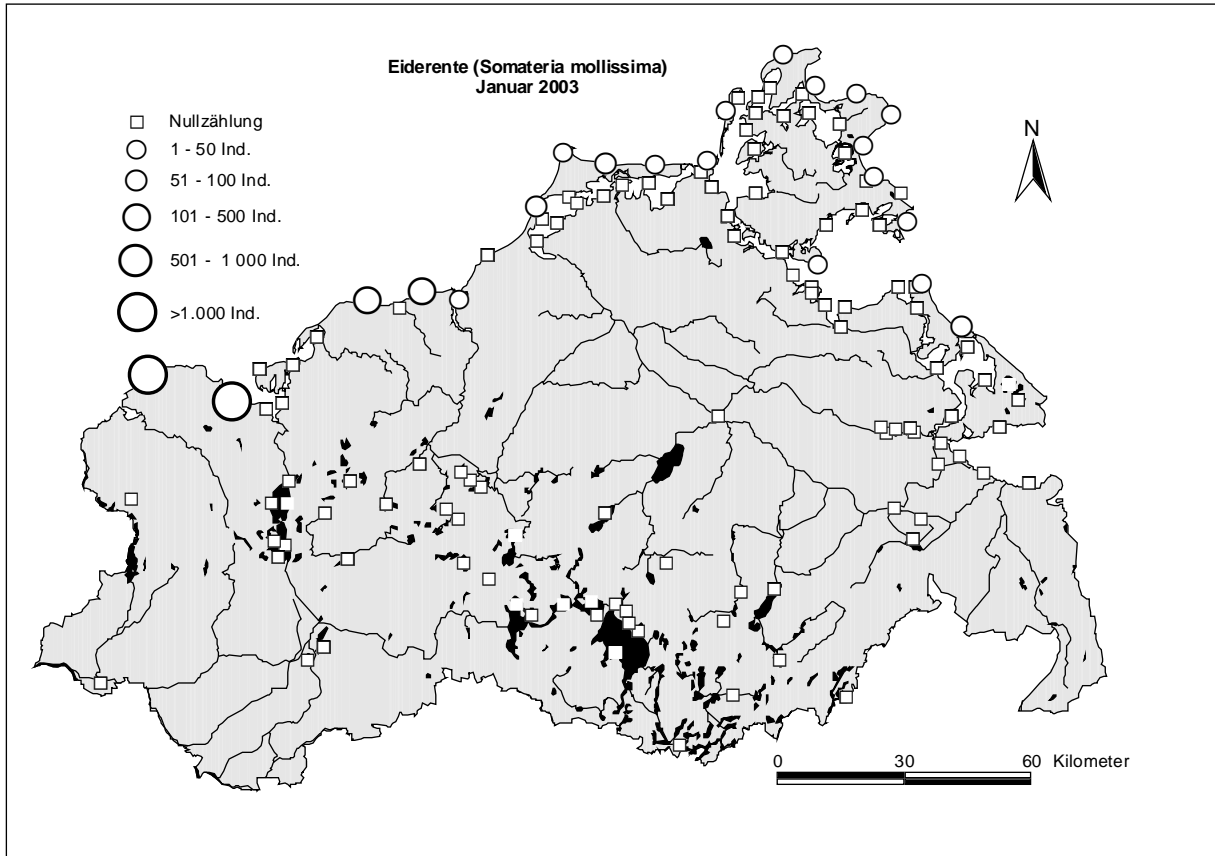 Eiderente (Somateria mollissima)
Januar 2003
Nullzählung
1 - 50 Ind.
51 - 100 Ind.
101 - 500 Ind.
501 - 1 000 Ind.
>1.000 Ind.
N
0 30 60 Kilometer